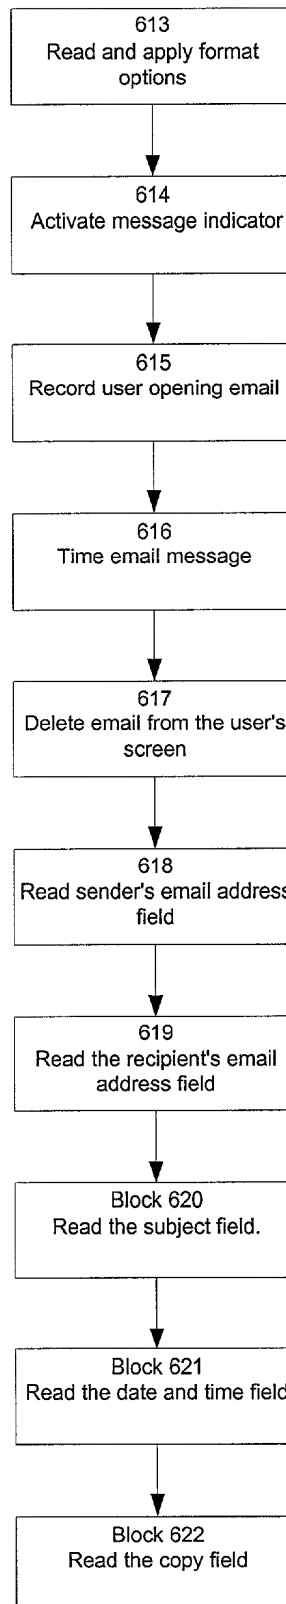 613
Read and apply format
options
614
Activate message indicator
615
Record user opening email
616
Time email message
617
Delete email from the user's
screen
618
Read sender's email address
field
619
Read the recipient's email
address field
Block 620
Read the subject field.
Block 621
Read the date and time field
Block 622
Read the copy field